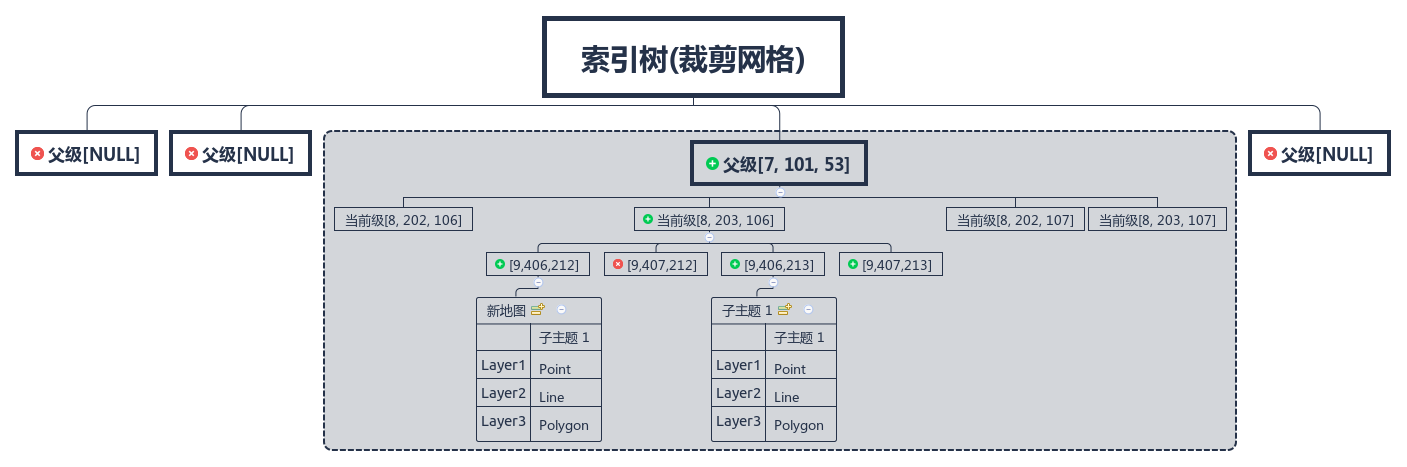 索引树(裁剪网格)
父级[NULL]
父级[NULL]
父级[7, 101, 53]
父级[NULL]
当前级[8, 202, 106]
当前级[8, 203, 106]
当前级[8, 202, 107]
当前级[8, 203, 107]
[9,406,212]
[9,407,212]
[9,406,213]
[9,407,213]
新地图
子主题 1
Layer1 Point
Layer2 Line
Layer3 Polygon
子主题 1
子主题 1
Layer1 Point
Layer2 Line
Layer3 Polygon